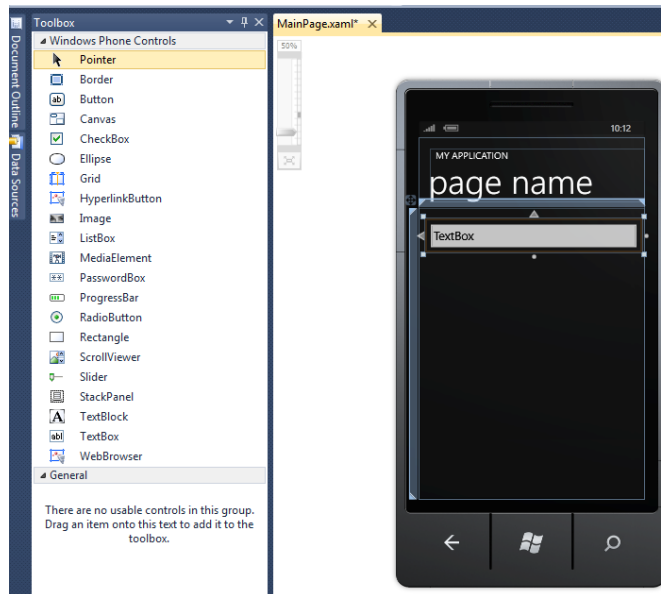 Document Outline
Data Sources
Toolbox
Windows Phone Controls
Pointer
Border
ab Button
Canvas
CheckBox
Ellipse
Grid
HyperlinkButton
Image
ListBox
MediaElement
PasswordBox
ProgressBar
RadioButton
Rectangle
ScrollViewer
Slider
StackPanel
A TextBlock
abl TextBox
WebBrowser
General
There are no usable controls in this group.
Drag an item onto this text to add it to the
toolbox.
MainPage.xaml*
50%
10:12
MY APPLICATION
page name
TextBox